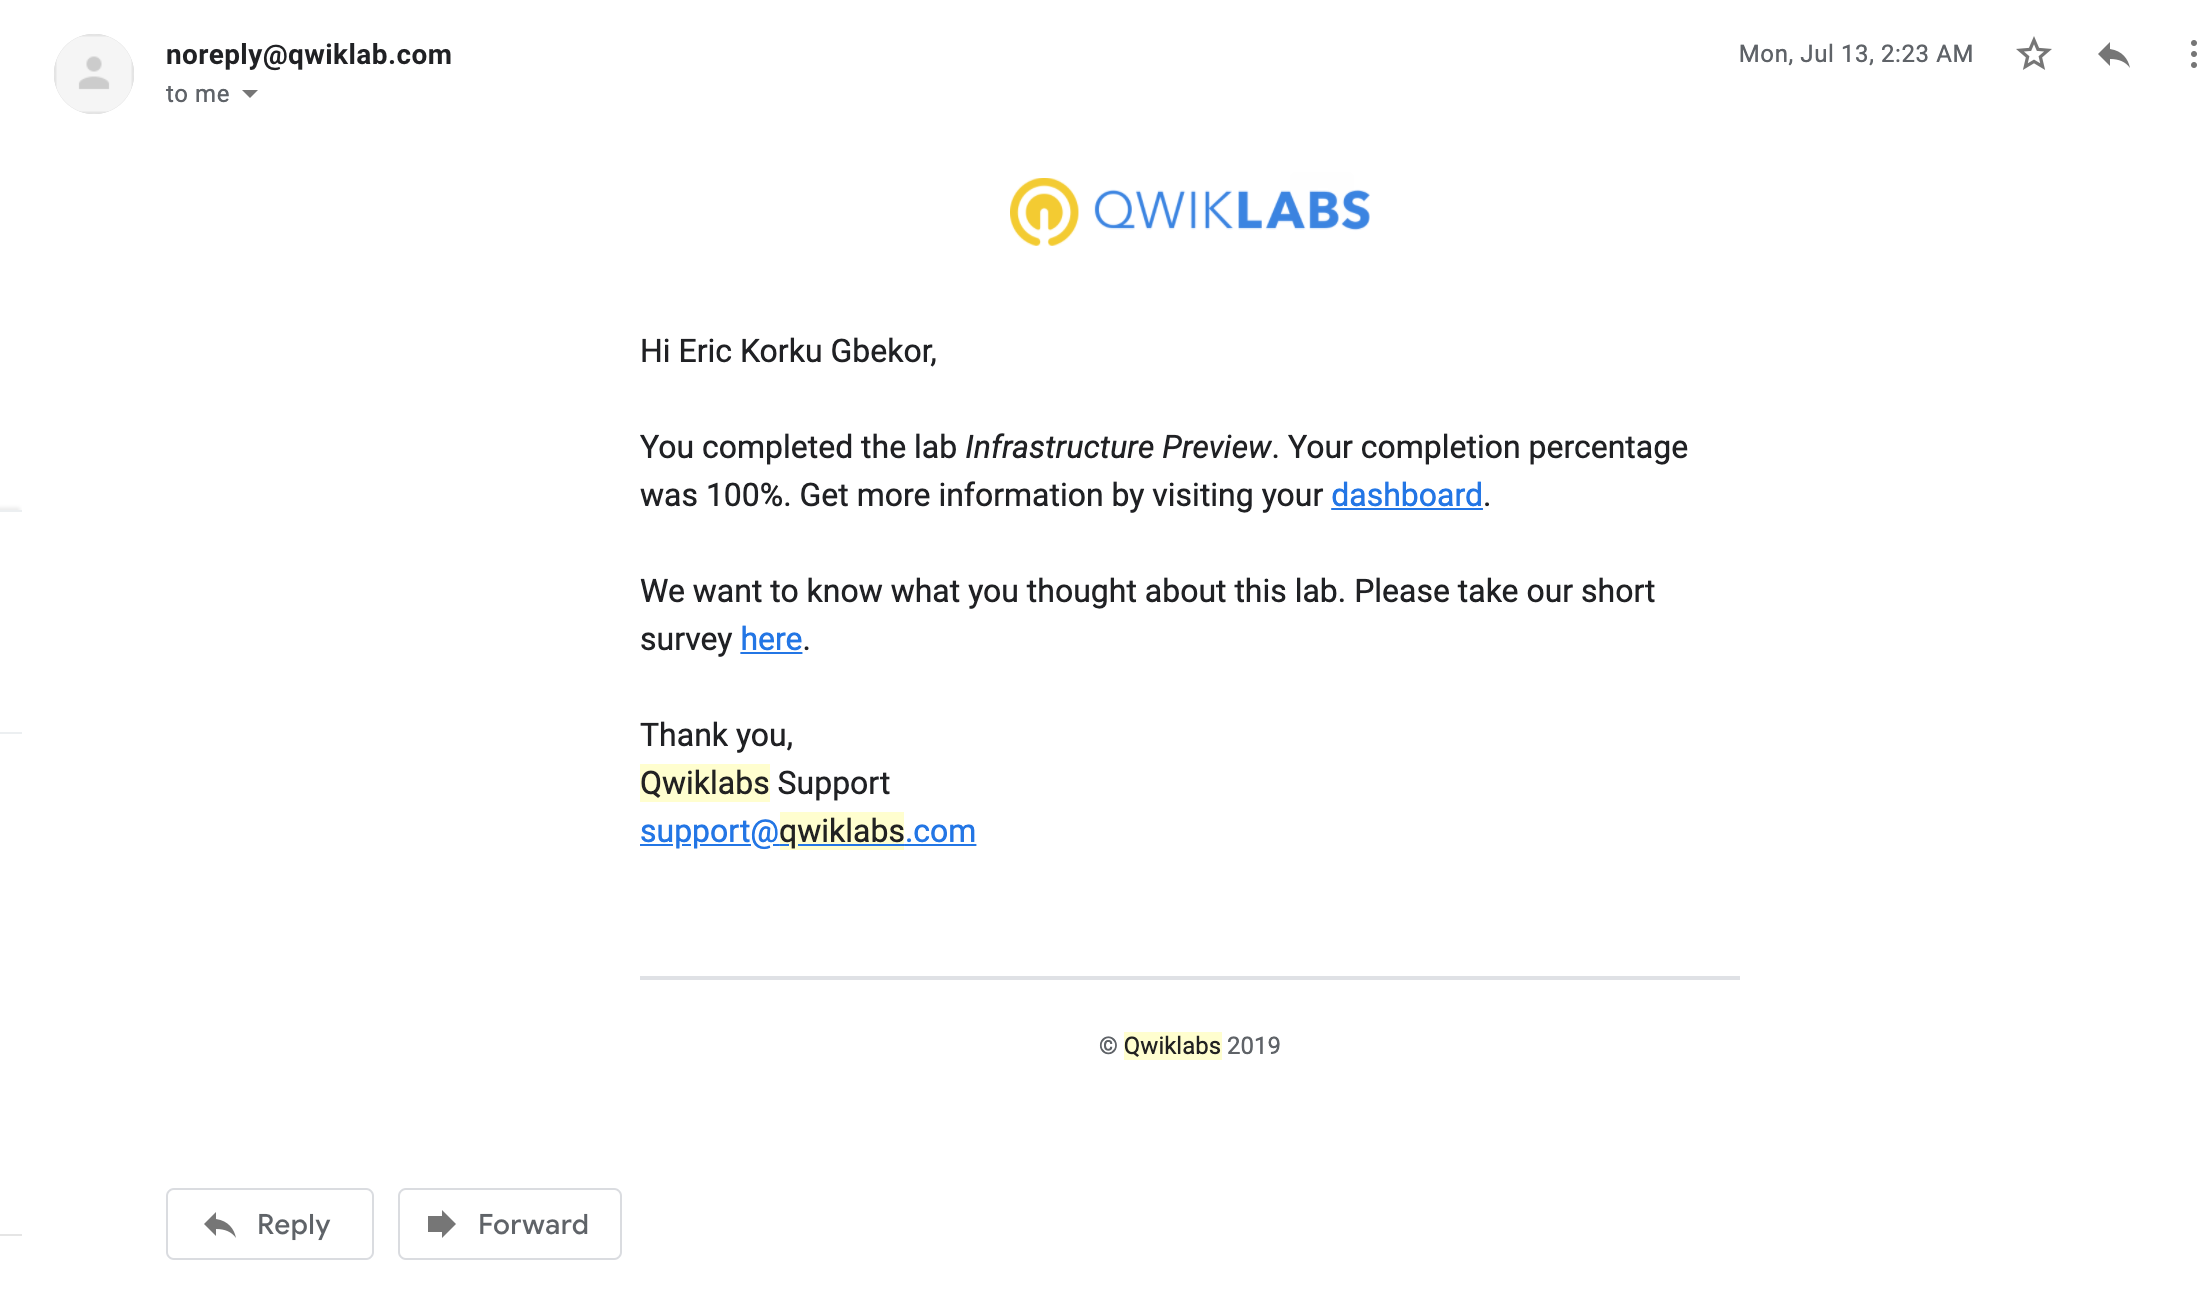 noreply@qwiklab.com
Mon, Jul 13, 2:23 AM
to me
QWIKLABS
Hi Eric Korku Gbekor,
You completed the lab Infrastructure Preview. Your completion percentage
was 100%. Get more information by visiting your dashboard.
We want to know what you thought about this lab. Please take our short
survey here.
Thank you,
Qwiklabs Support
support@qwiklabs.com
© Qwiklabs 2019
Reply
Forward